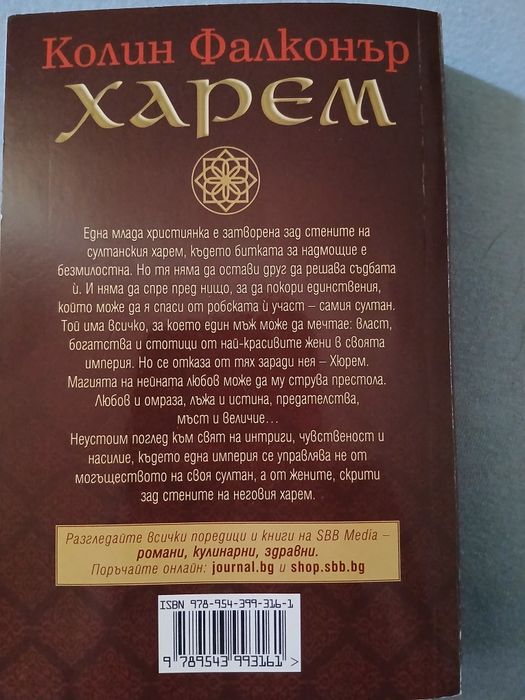 Колин Фалконър
ХАРЕМ
Една млада християнка е затворена зад стените на
султанския харем, където битката за надмощие е
безмилостна. Но тя няма да остави друг да решава съдбата
ѝ. И няма да спре пред нищо, за да покори единствения,
който може да я спаси от робската ѝ участ – самия султан.
Той има всичко, за което един мъж може да мечтае: власт,
богатства и стотици от най-красивите жени в своята
империя. Но се отказа от тях заради нея – Хюрем.
Магията на нейната любов може да му струва престола.
Любов и омраза, лъжа и истина, предателства,
мъст и величие...
Неустоим поглед към свят на интриги, чувственост и
насилие, където една империя се управлява не от
могъществото на своя султан, а от жените, скрити
зад стените на неговия харем.
Разгледайте всички поредици и книги на SBB Media –
романи, кулинарни, здравни.
Поръчайте онлайн: journal.bg и shop.sbb.bg
ISBN 978-954-399-316-1
9 789543 993161 >